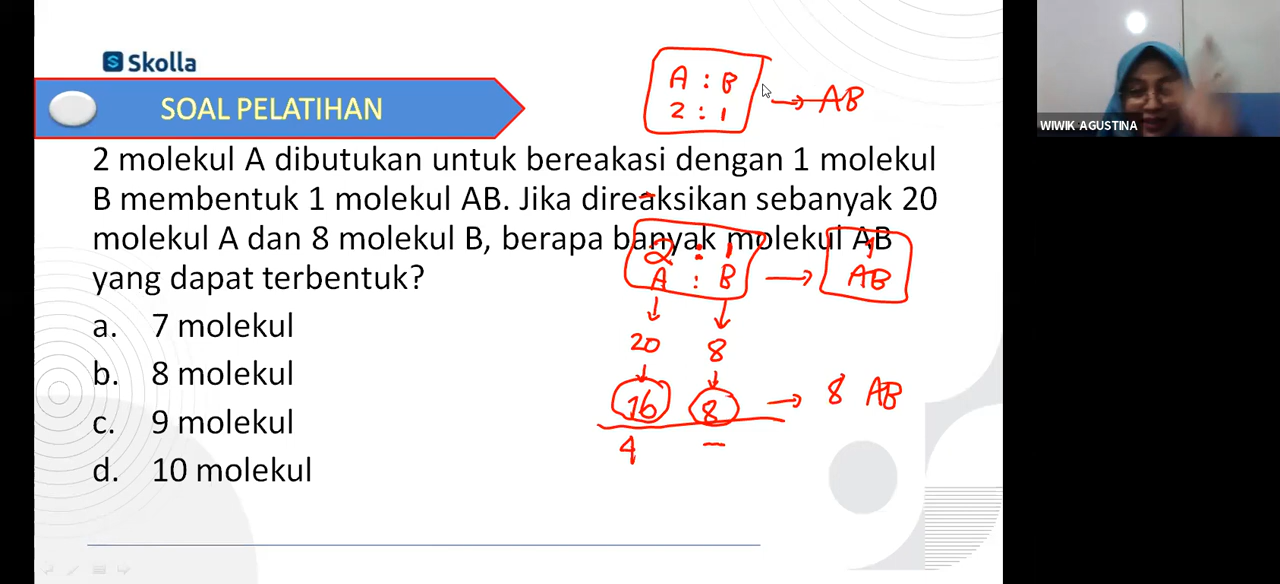 Skolla
SOAL PELATIHAN
A : B
2 : 1
→ AB
WIWIK AGUSTINA
2 molekul A dibutukan untuk bereakasi dengan 1 molekul
B membentuk 1 molekul AB. Jika direaksikan sebanyak 20
molekul A dan 8 molekul B, berapa banyak molekul AB
yang dapat terbentuk?
2 : 1
1
A : B → AB
20 8
16 8 → 8 AB
4 –
a. 7 molekul
b. 8 molekul
c. 9 molekul
d. 10 molekul